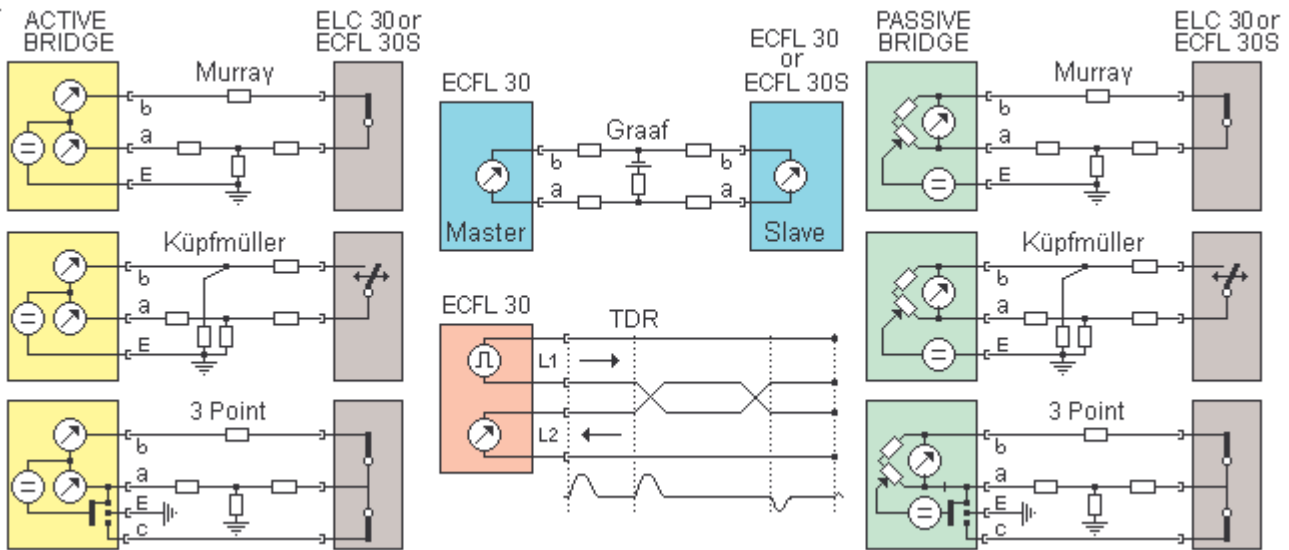 ACTIVE
BRIDGE
ELC 30 or
ECFL 30S
Murray
b
a
E
Küpfmüller
b
a
E
3 Point
b
a
E
c
ECFL 30
ECFL 30
or
ECFL 30S
Graaf
b
b
a
a
Master
Slave
ECFL 30
TDR
L1
L2
PASSIVE
BRIDGE
ELC 30 or
ECFL 30S
Murray
b
a
E
Küpfmüller
b
a
E
3 Point
b
a
E
c